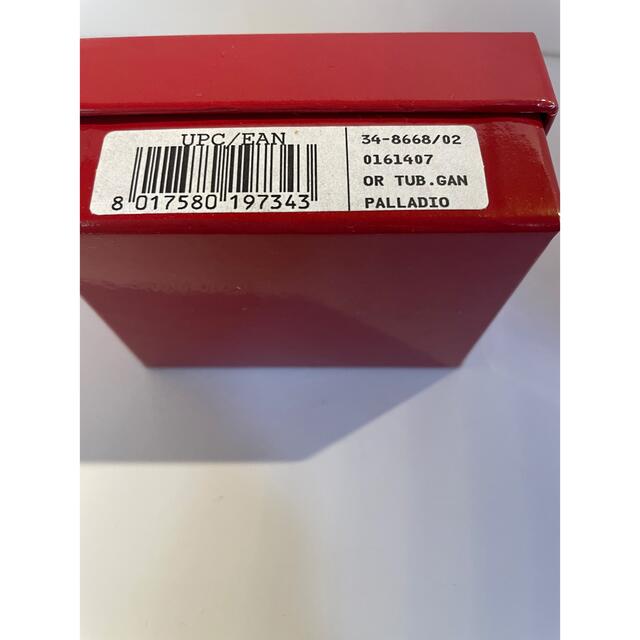 UPC/EAN
8 017580 197343
34-8668/02
0161407
OR TUB.GAN
PALLADIO